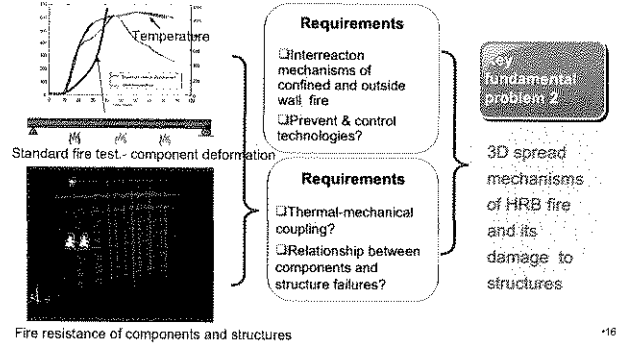 Temperature
Standard fire test.- component deformation
Fire resistance of components and structures
Requirements
❑Interreacton
mechanisms of
confined and outside
wall fire
❑Prevent & control
technologies?
Requirements
❑Thermal-mechanical
coupling?
❑Relationship between
components and
structure failures?
Key
fundamental
problem 2
3D spread
mechanisms
of HRB fire
and its
damage to
structures
•16